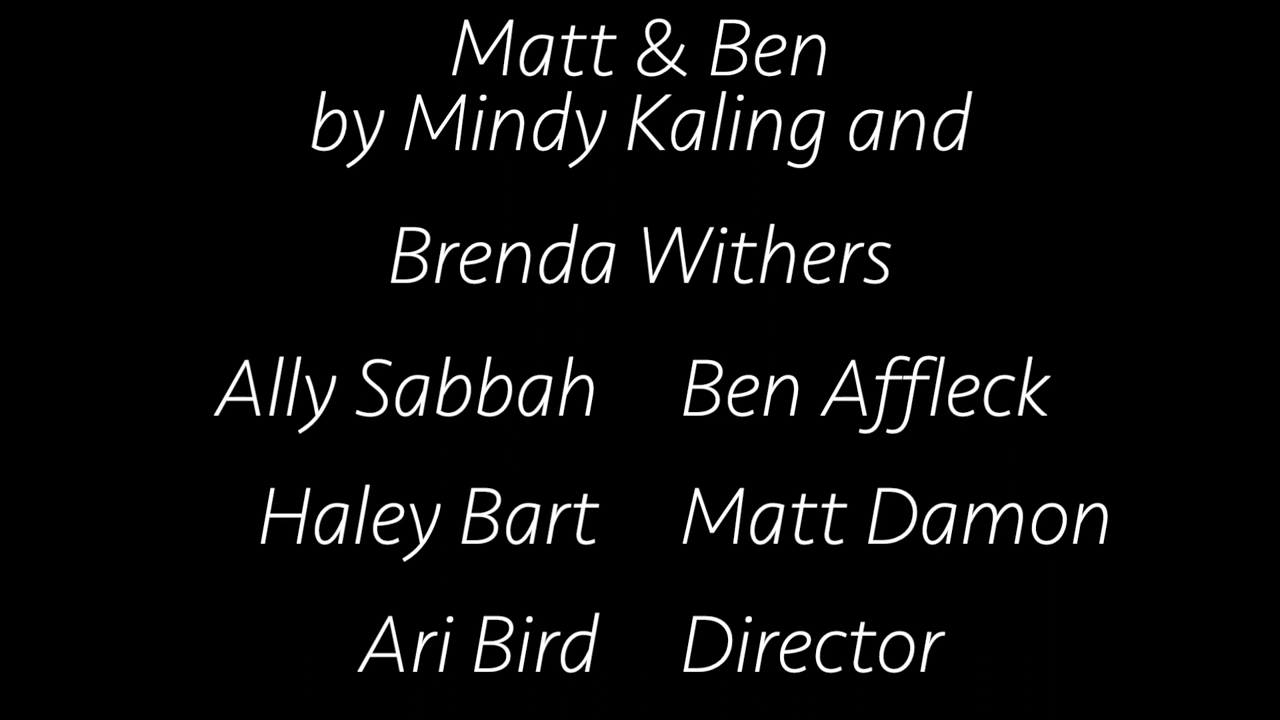 Matt & Ben
by Mindy Kaling and
Brenda Withers
Ally Sabbah Ben Affleck
Haley Bart Matt Damon
Ari Bird Director